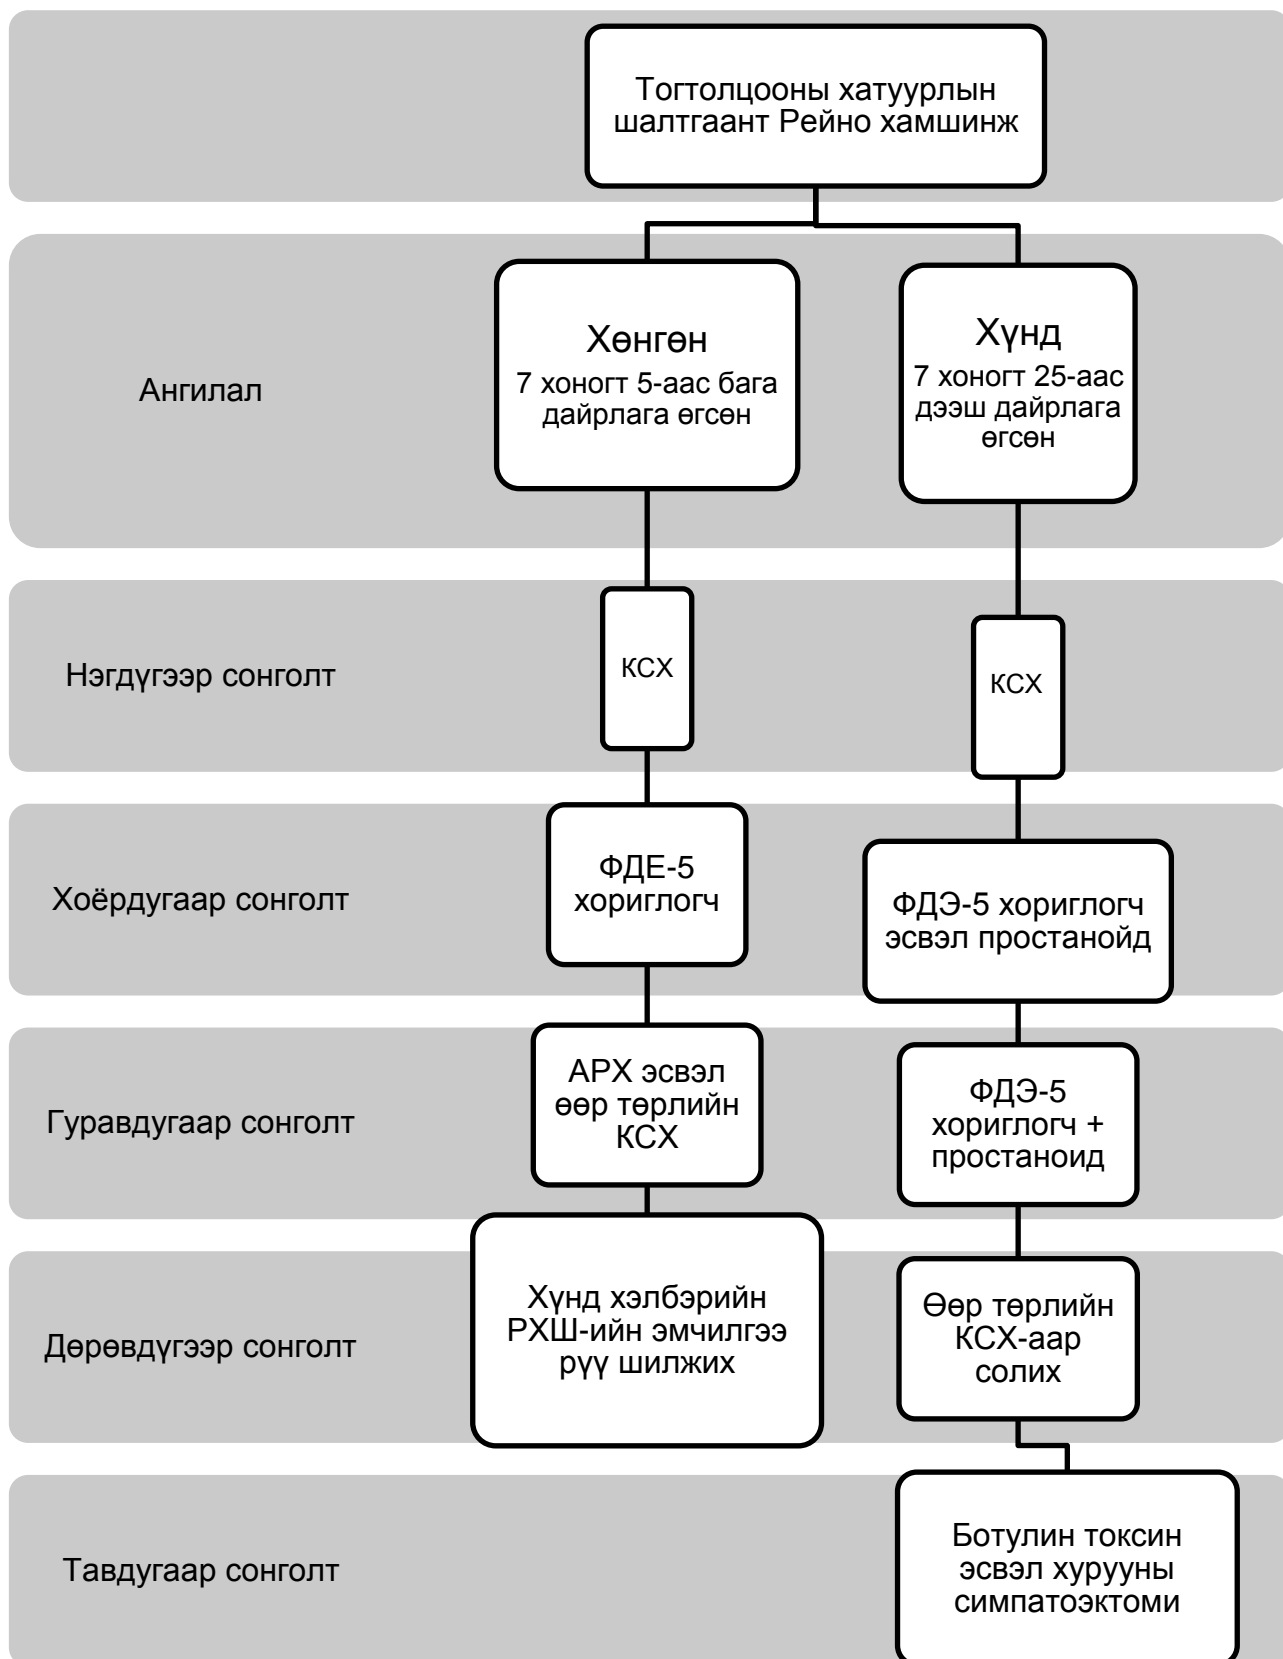 Тогтолцооны хатуурлын
шалтгаант Рейно хамшинж
Ангилал
Хөнгөн
7 хоногт 5-аас бага
дайрлага өгсөн
Хүнд
7 хоногт 25-аас
дээш дайрлага
өгсөн
Нэгдүгээр сонголт
КСХ
КСХ
Хоёрдугаар сонголт
ФДЕ-5
хориглогч
ФДЭ-5 хориглогч
эсвэл простанойд
Гуравдугаар сонголт
АРХ эсвэл
өөр төрлийн
КСХ
ФДЭ-5
хориглогч +
простаноид
Дөрөвдүгээр сонголт
Хүнд хэлбэрийн
РХШ-ийн эмчилгээ
рүү шилжих
Өөр төрлийн
КСХ-аар
солих
Тавдугаар сонголт
Ботулин токсин
эсвэл хурууны
симпатоэктоми